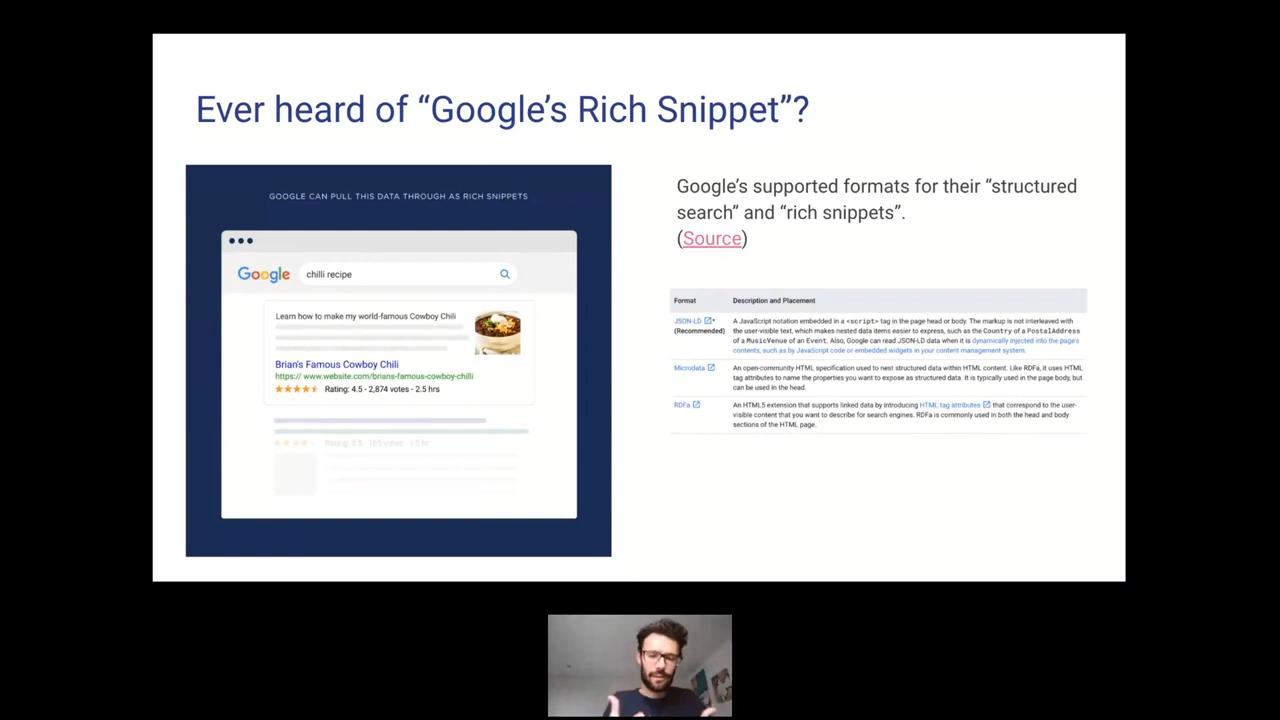 Ever heard of “Google’s Rich Snippet”?
GOOGLE CAN PULL THIS DATA THROUGH AS RICH SNIPPETS
Google
chilli recipe
Learn how to make my world-famous Cowboy Chili
Brian's Famous Cowboy Chili
https:// www.website.com/brians-famous-cowboy-chilli
Rating: 4.5 - 2,874 votes - 2.5 hrs
Rating: 3.5 - 165 votes - 1.5 hr
Google’s supported formats for their “structured
search” and “rich snippets”.
(Source)
Format Description and Placement
JSON-LD *
(Recommended)
A JavaScript notation embedded in a <script> tag in the page head or body. The markup is not interleaved with
the user-visible text, which makes nested data items easier to express, such as the Country of a PostalAddress
of a MusicVenue of an Event. Also, Google can read JSON-LD data when it is dynamically injected into the page's
contents, such as by JavaScript code or embedded widgets in your content management system.
Microdata
An open-community HTML specification used to nest structured data within HTML content. Like RDFa, it uses HTML
tag attributes to name the properties you want to expose as structured data. It is typically used in the page body, but
can be used in the head.
RDFa
An HTML5 extension that supports linked data by introducing HTML tag attributes that correspond to the user-
visible content that you want to describe for search engines. RDFa is commonly used in both the head and body
sections of the HTML page.